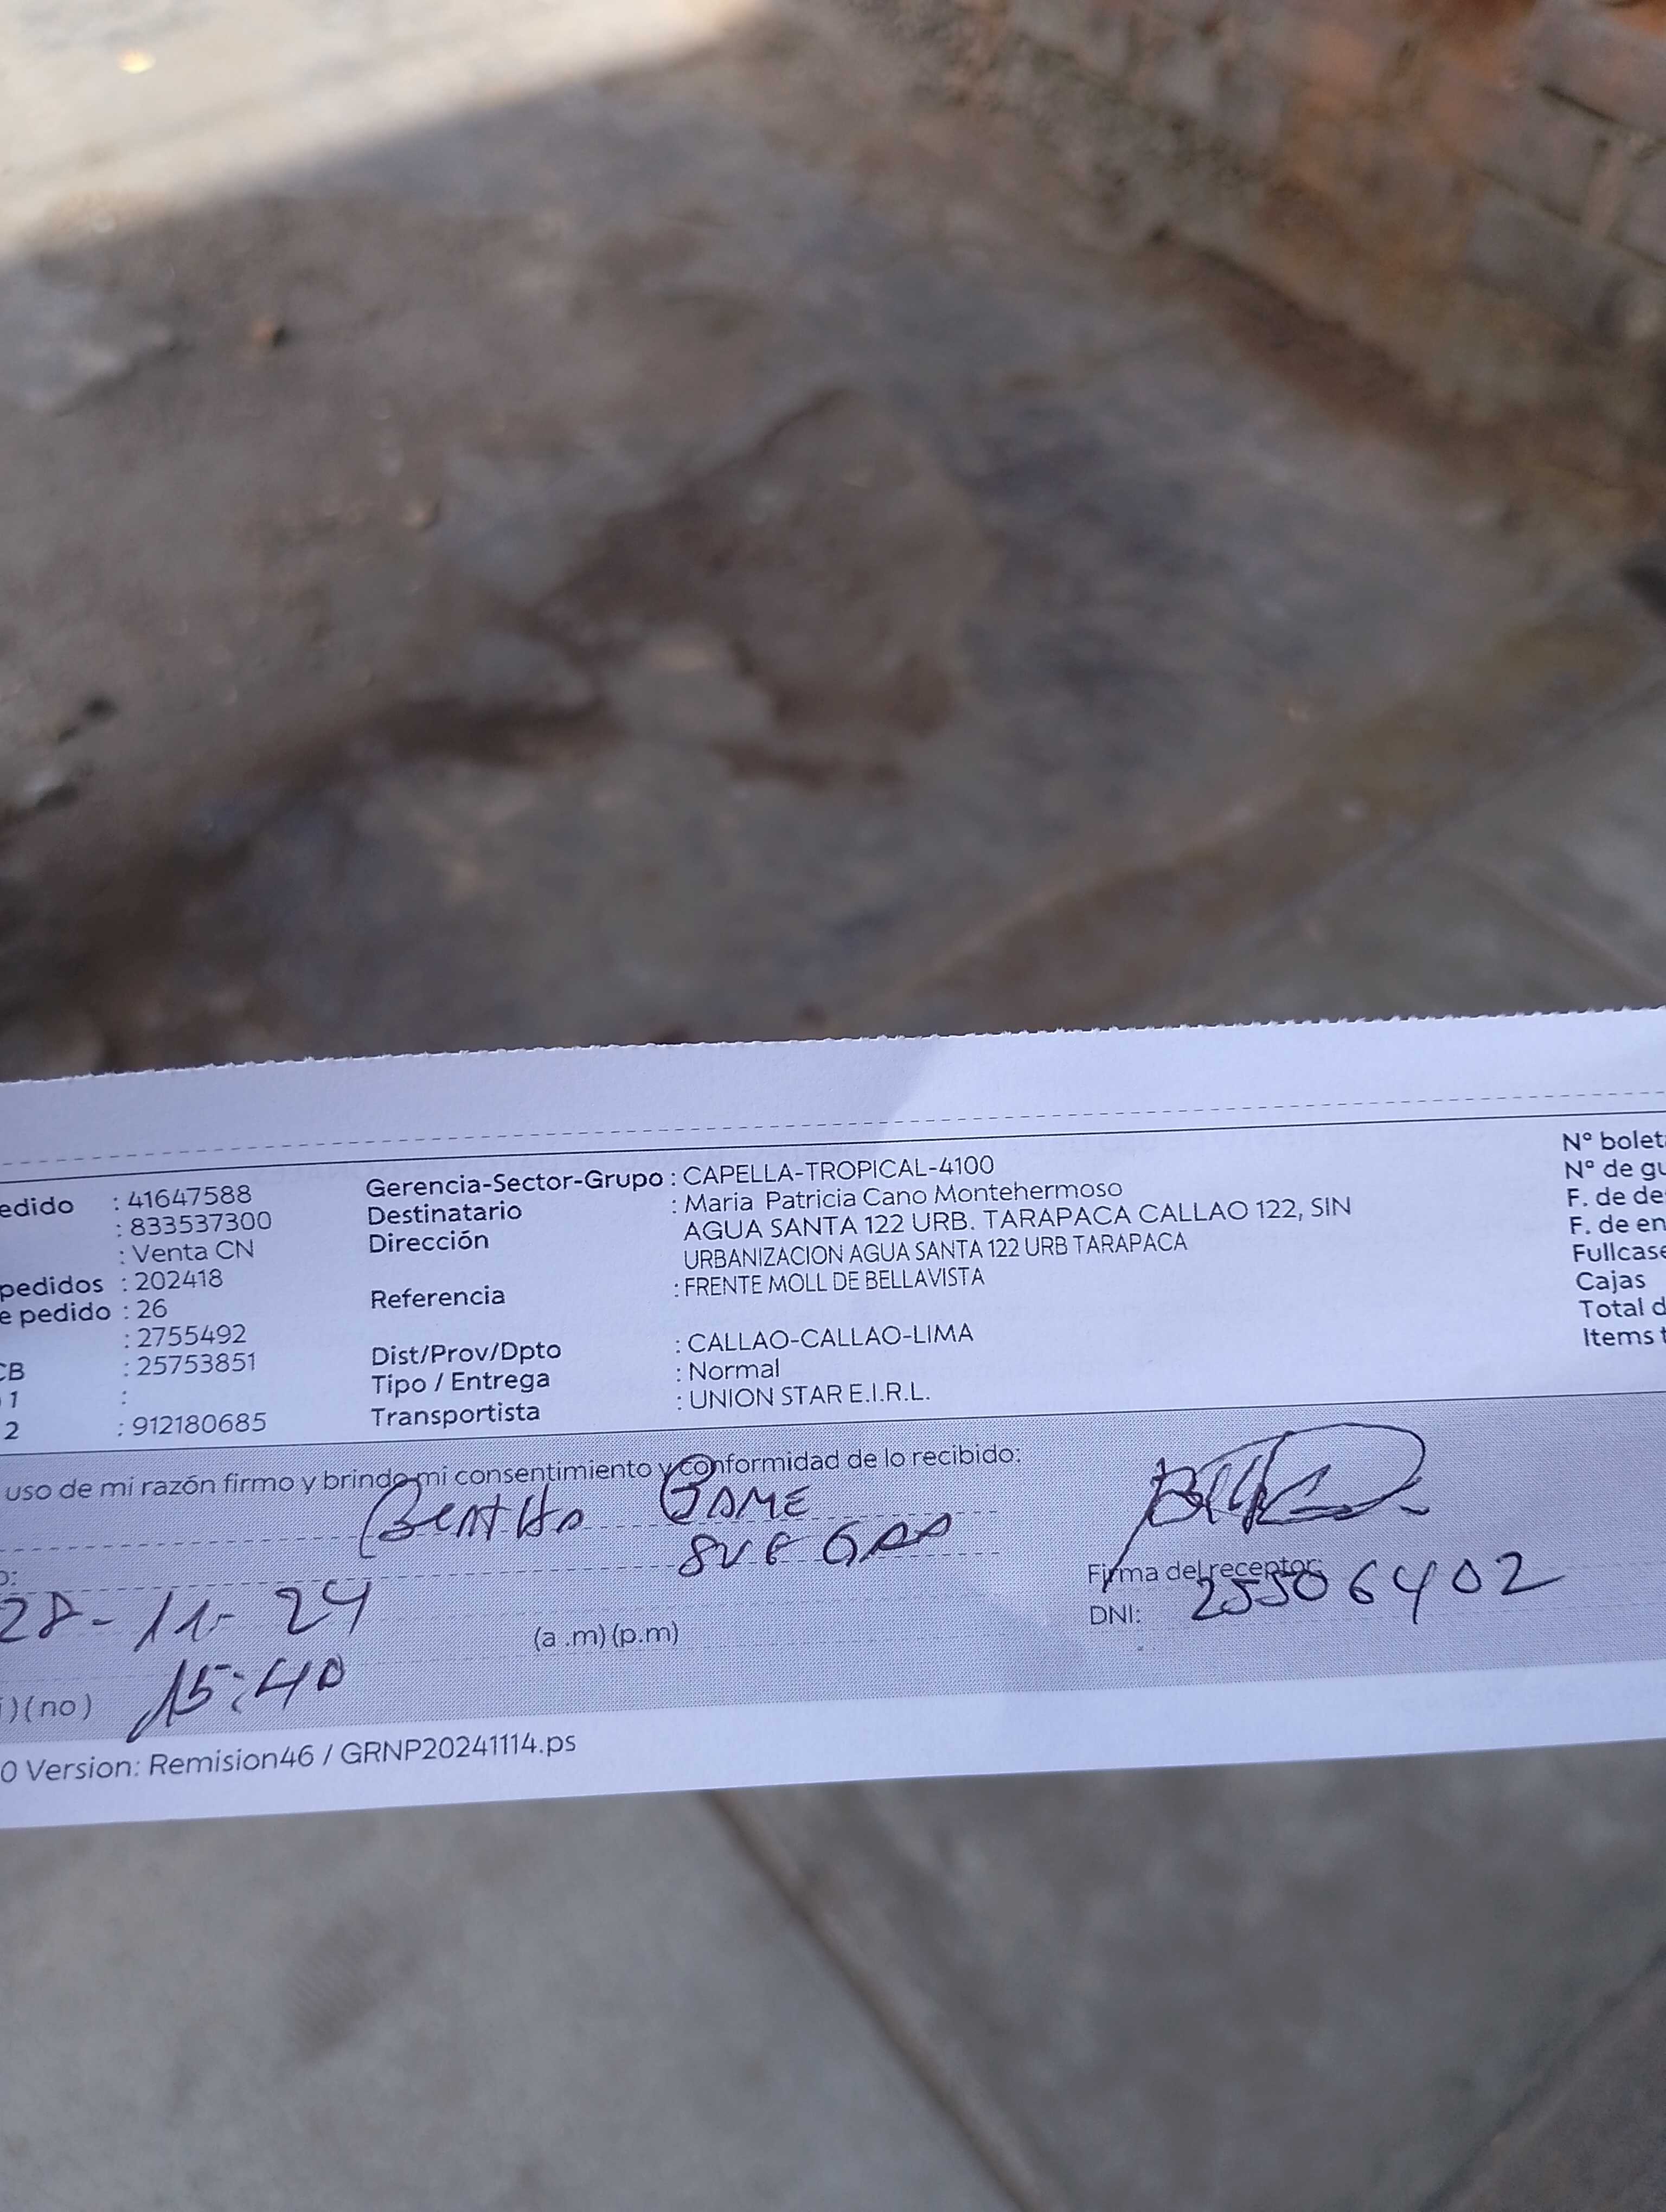 edido : 41647588
: 833537300
: Venta CN
pedidos : 202418
e pedido : 26
: 2755492
CB : 25753851
1 :
2 : 912180685
Gerencia-Sector-Grupo : CAPELLA-TROPICAL-4100
Destinatario : Maria Patricia Cano Montehermoso
Dirección AGUA SANTA 122 URB. TARAPACA CALLAO 122, SIN
URBANIZACION AGUA SANTA 122 URB TARAPACA
Referencia : FRENTE MOLL DE BELLAVISTA
Dist/Prov/Dpto : CALLAO-CALLAO-LIMA
Tipo / Entrega : Normal
Transportista : UNION STAR E.I.R.L.
N° bolet
N° de gu
F. de de
F. de en
Fullcase
Cajas
Total d
Items t
uso de mi razón firmo y brindo mi consentimiento y conformidad de lo recibido:
SUEGRA
o:
28-11-24
(a .m) (p.m)
)(no) 15:40
Firma del receptor:
DNI: 25506402
0 Version: Remision46 / GRNP20241114.ps